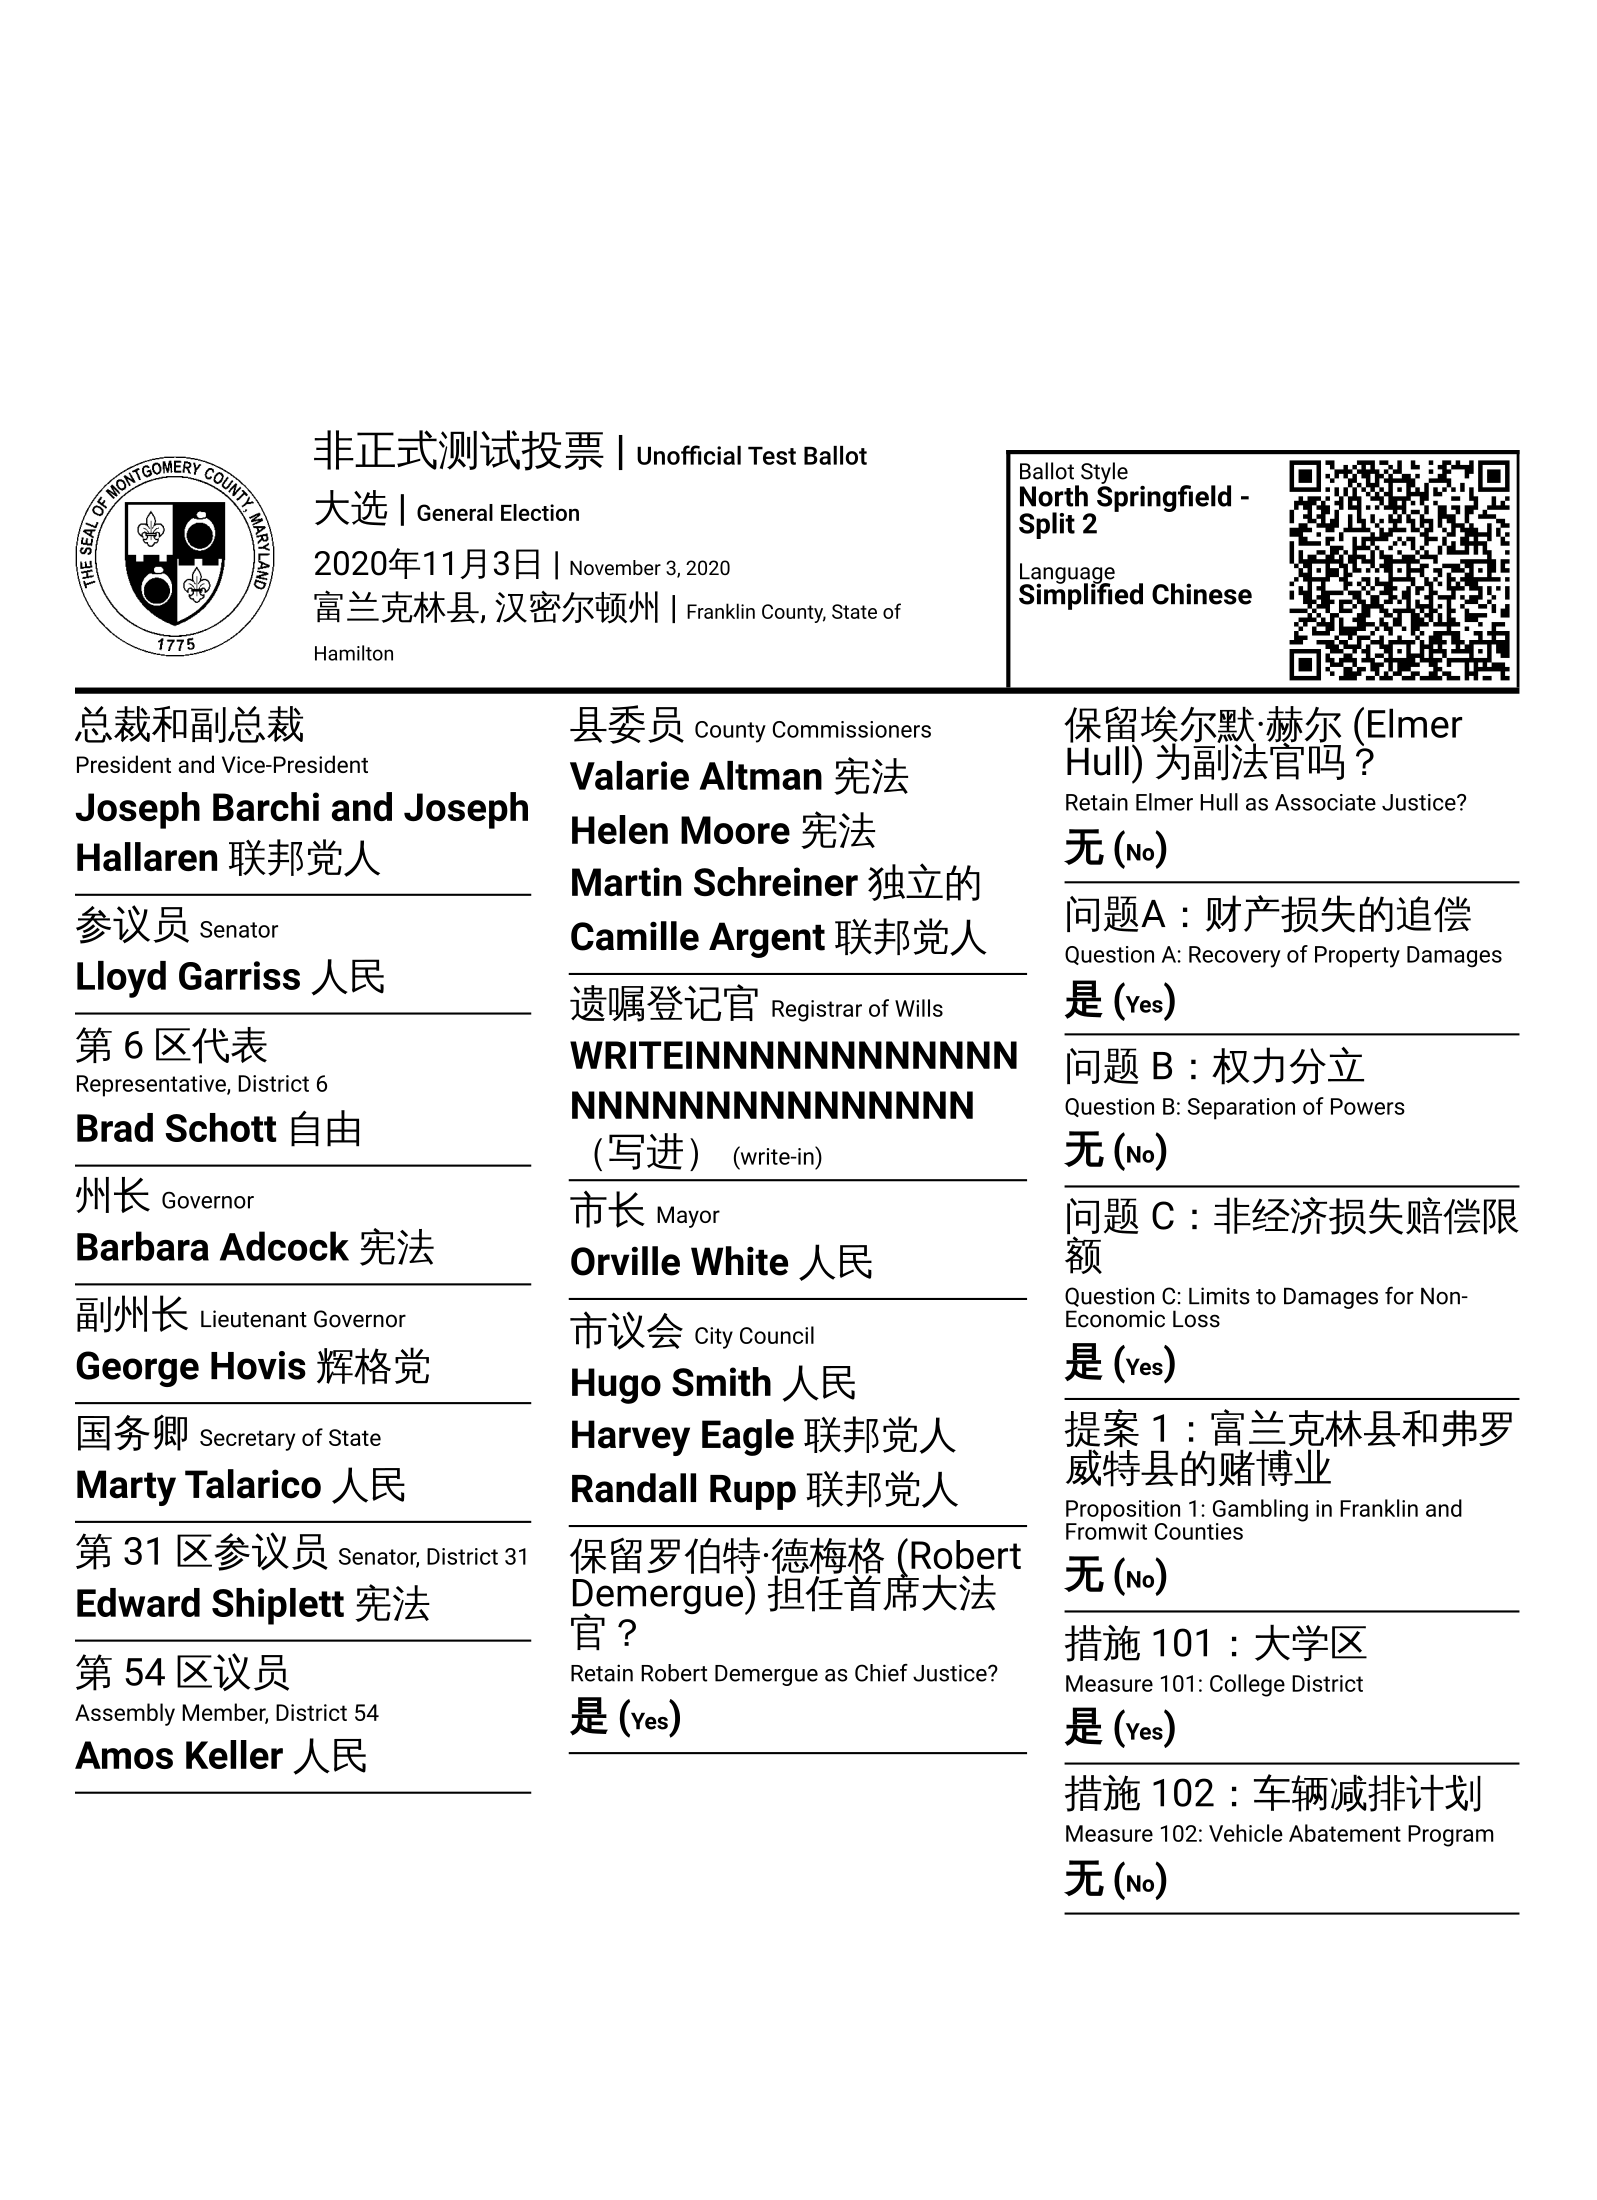 THE SEAL OF MONTGOMERY COUNTY, MARYLAND
1775
非正式测试投票 | Unofficial Test Ballot
大选 | General Election
2020年11月3日 | November 3, 2020
富兰克林县, 汉密尔顿州 | Franklin County, State of
Hamilton
Ballot Style
North Springfield -
Split 2
Language
Simplified Chinese
总裁和副总裁
President and Vice-President
Joseph Barchi and Joseph
Hallaren 联邦党人
参议员 Senator
Lloyd Garriss 人民
第 6 区代表
Representative, District 6
Brad Schott 自由
州长 Governor
Barbara Adcock 宪法
副州长 Lieutenant Governor
George Hovis 辉格党
国务卿 Secretary of State
Marty Talarico 人民
第 31 区参议员 Senator, District 31
Edward Shiplett 宪法
第 54 区议员
Assembly Member, District 54
Amos Keller 人民
县委员 County Commissioners
Valarie Altman 宪法
Helen Moore 宪法
Martin Schreiner 独立的
Camille Argent 联邦党人
遗嘱登记官 Registrar of Wills
WRITEINNNNNNNNNNNNN
NNNNNNNNNNNNNNN
（写进） (write-in)
市长 Mayor
Orville White 人民
市议会 City Council
Hugo Smith 人民
Harvey Eagle 联邦党人
Randall Rupp 联邦党人
保留罗伯特·德梅格 (Robert
Demergue) 担任首席大法
官？
Retain Robert Demergue as Chief Justice?
是 (Yes)
保留埃尔默·赫尔 (Elmer
Hull) 为副法官吗？
Retain Elmer Hull as Associate Justice?
无 (No)
问题A：财产损失的追偿
Question A: Recovery of Property Damages
是 (Yes)
问题 B：权力分立
Question B: Separation of Powers
无 (No)
问题 C：非经济损失赔偿限
额
Question C: Limits to Damages for Non-
Economic Loss
是 (Yes)
提案 1：富兰克林县和弗罗
威特县的赌博业
Proposition 1: Gambling in Franklin and
Fromwit Counties
无 (No)
措施 101：大学区
Measure 101: College District
是 (Yes)
措施 102：车辆减排计划
Measure 102: Vehicle Abatement Program
无 (No)